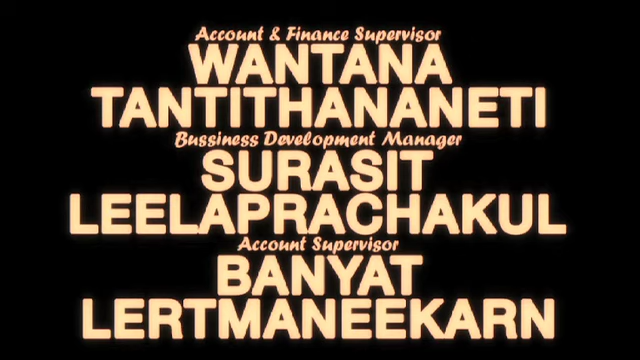 Account & Finance Supervisor
WANTANA
TANTITHANANETI
Bussiness Development Manager
SURASIT
LEELAPRACHAKUL
Account Supervisor
BANYAT
LERTMANEEKARN